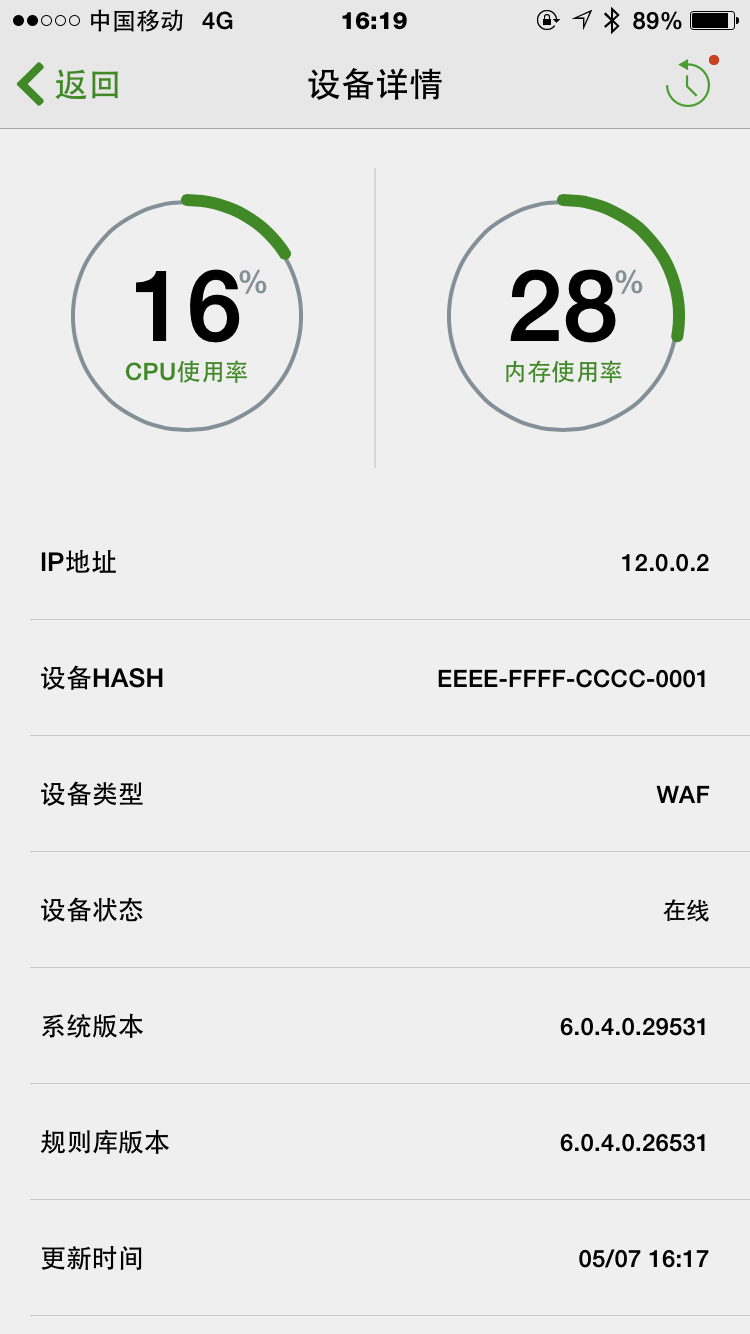 中国移动 4G 16:19 89%
返回 设备详情
16% 28%
CPU使用率 内存使用率
IP地址 12.0.0.2
设备HASH EEEE-FFFF-CCCC-0001
设备类型 WAF
设备状态 在线
系统版本 6.0.4.0.29531
规则库版本 6.0.4.0.26531
更新时间 05/07 16:17